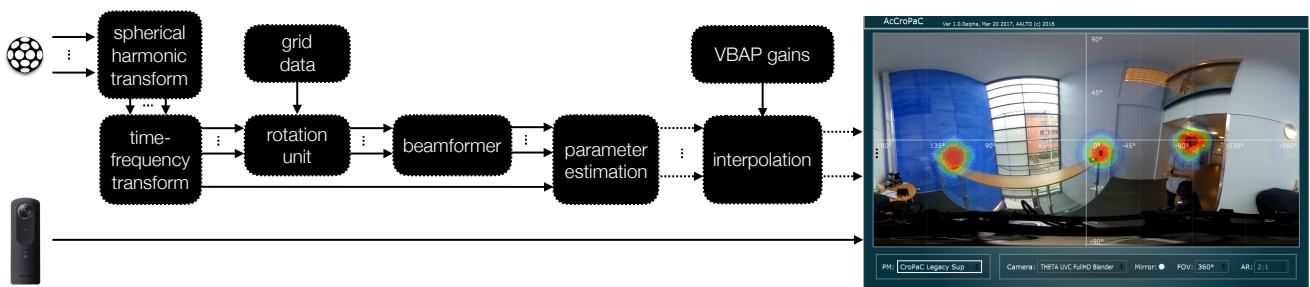 spherical
harmonic
transform
grid
data
VBAP gains
time-
frequency
transform
rotation
unit
beamformer
parameter
estimation
interpolation
AcCroPaC
Ver 1.0.0alpha, Mar 20 2017, AALTO (c) 2016
90°
45°
180° 135° 90° 45° 0° -45° -90° -135° -180°
-45°
-90°
PM: CroPaC Legacy Sup
Camera: THETA UVC FullHD Blender
Mirror:
FOV: 360°
AR: 2:1